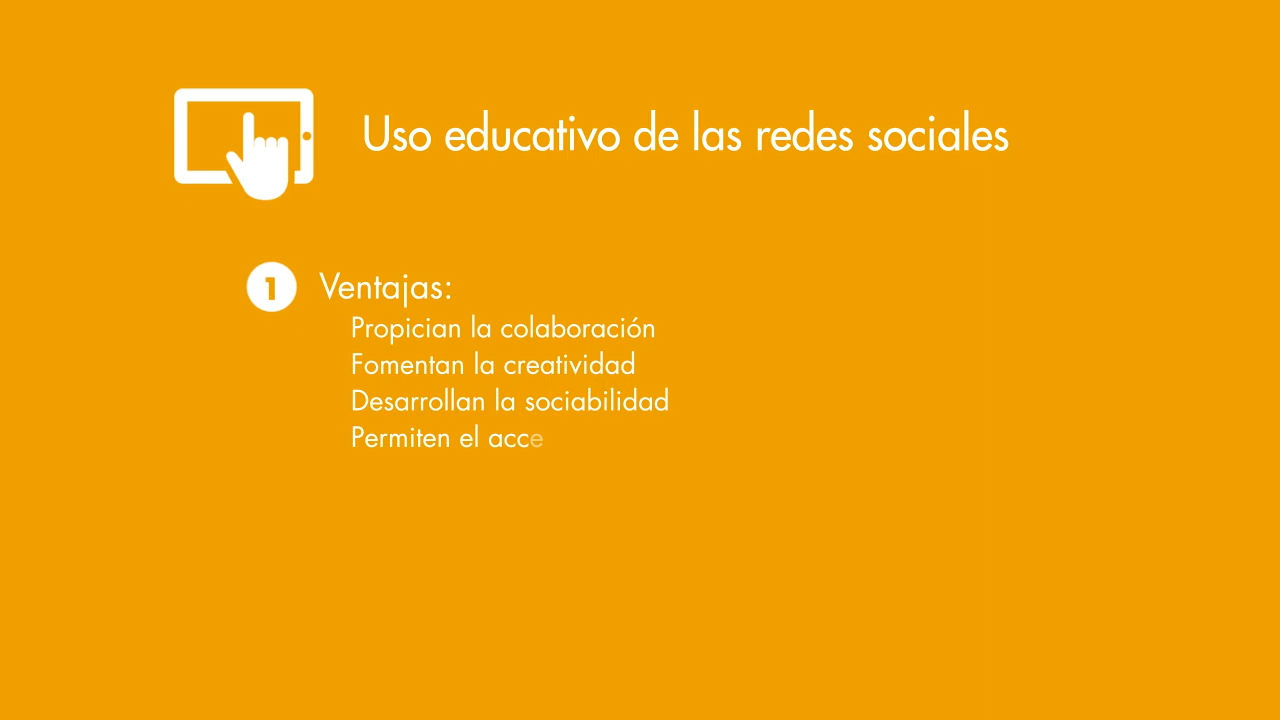 Uso educativo de las redes sociales
1 Ventajas:
Propician la colaboración
Fomentan la creatividad
Desarrollan la sociabilidad
Permiten el acce